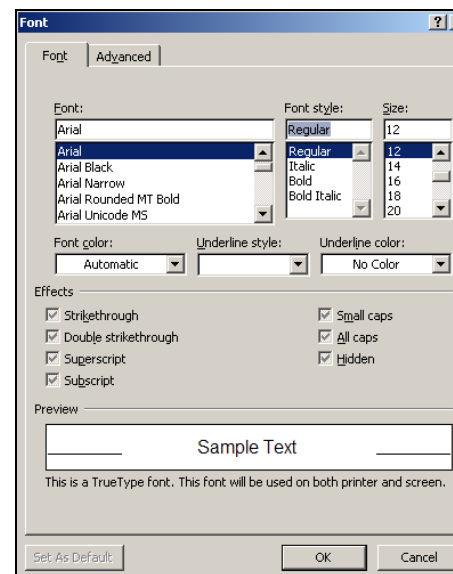 Font
Font Advanced
Font: Font style: Size:
Arial Regular 12
Arial Regular 12
Arial Black Italic 14
Arial Narrow Bold 16
Arial Rounded MT Bold Bold Italic 18
Arial Unicode MS 20
Font color: Underline style: Underline color:
Automatic No Color
Effects
Strikethrough Small caps
Double strikethrough All caps
Superscript Hidden
Subscript
Preview
Sample Text
This is a TrueType font. This font will be used on both printer and screen.
Set As Default OK Cancel